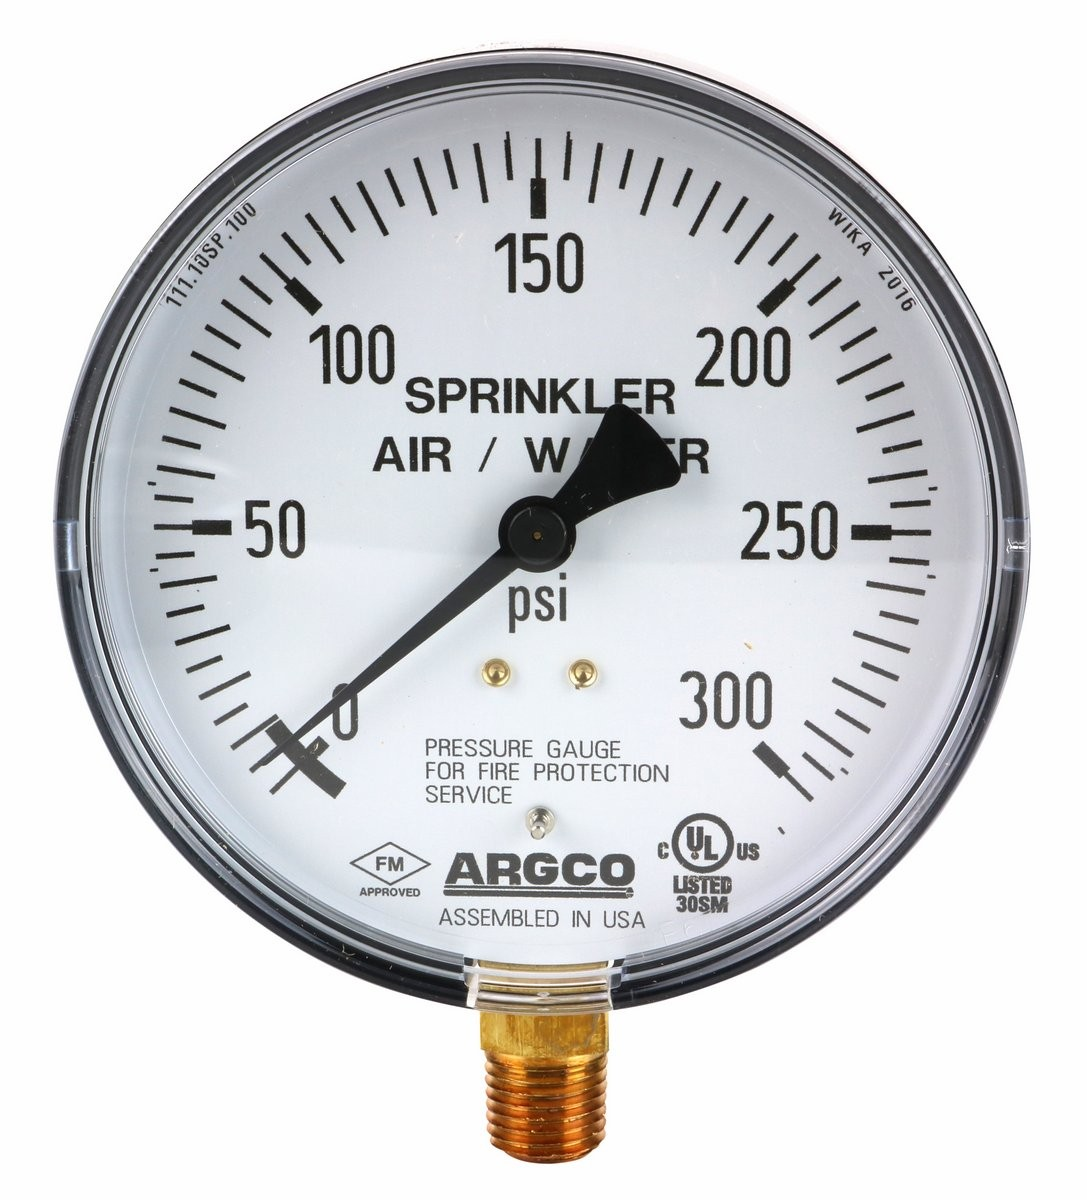 111.10SP.100
WIKA 2016
150
100
200
SPRINKLER
AIR / WATER
50
250
psi
0
300
PRESSURE GAUGE
FOR FIRE PROTECTION
SERVICE
FM
APPROVED
ARGCO
C UL US
LISTED
30SM
ASSEMBLED IN USA